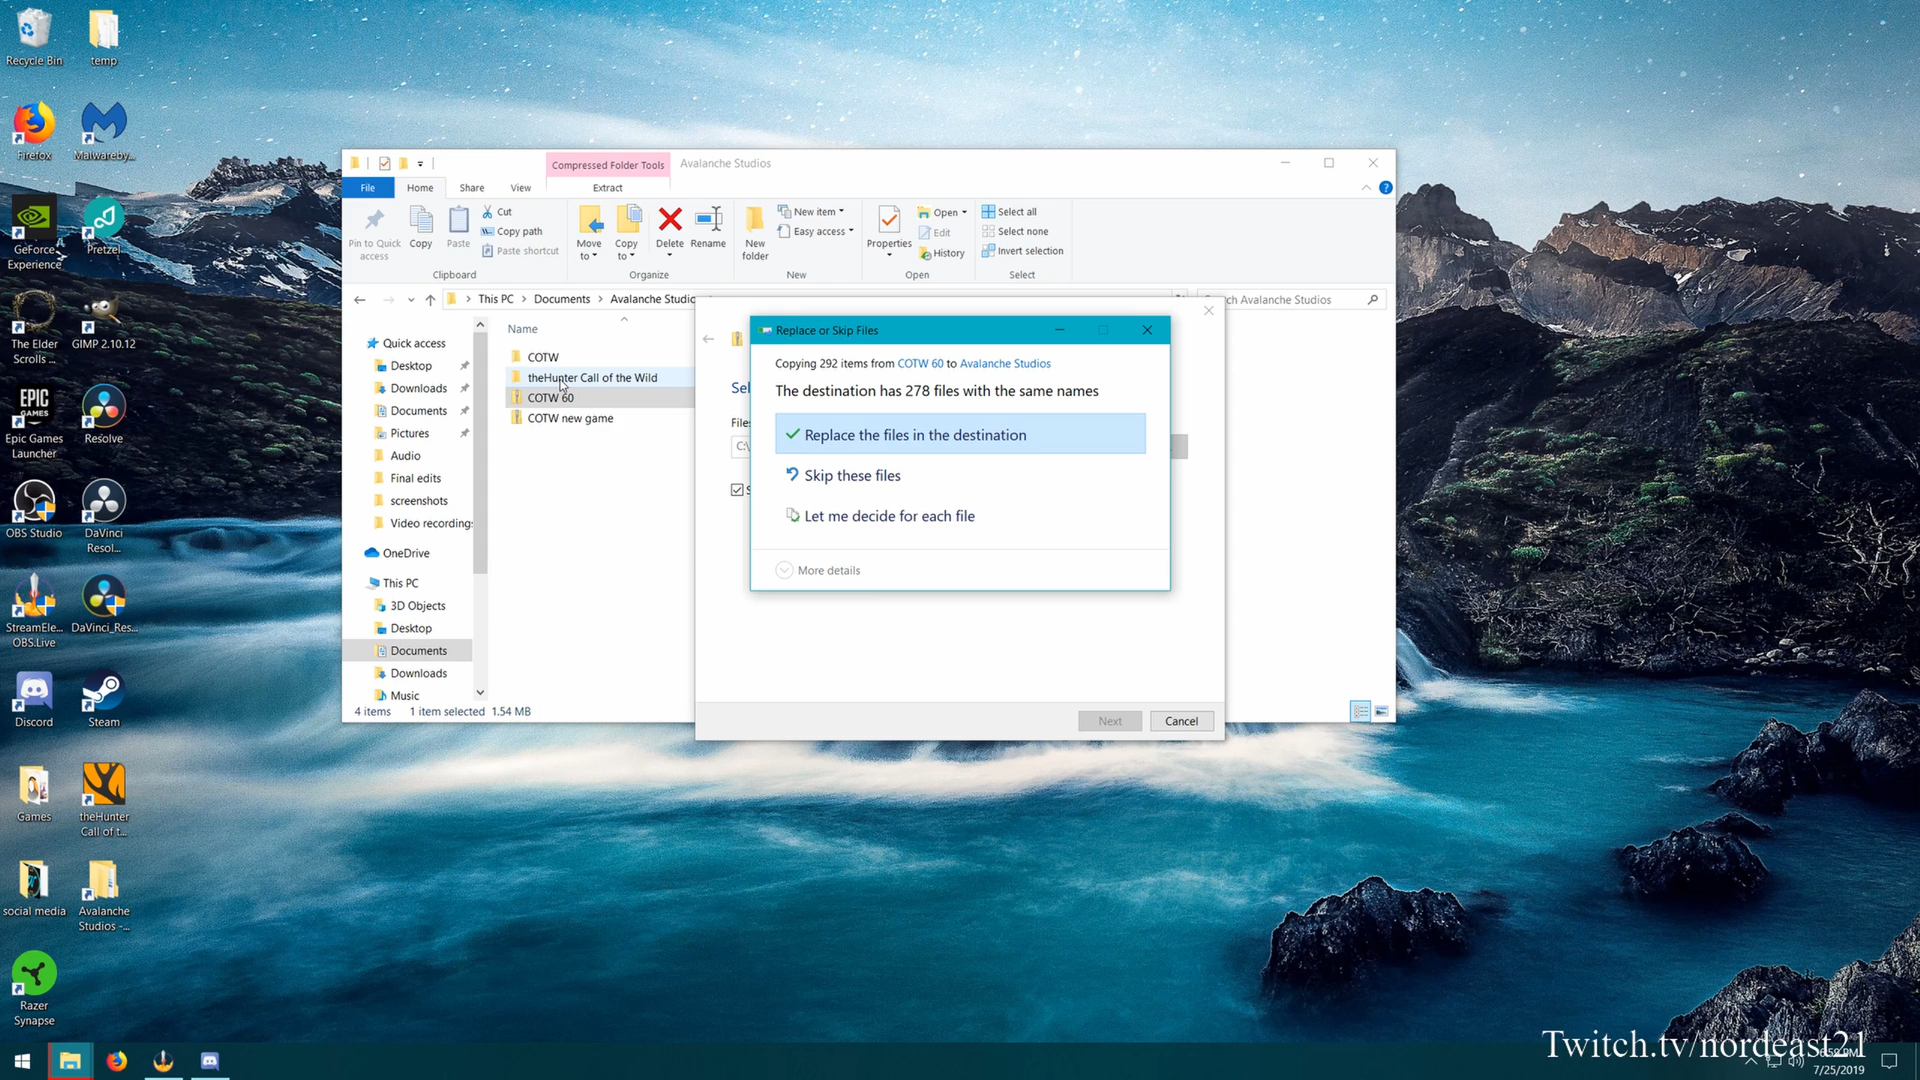 Recycle Bin
temp
Firefox
Malwareby...
GeForce
Experience
Pretzel
The Elder
Scrolls ...
GIMP 2.10.12
EPIC
GAMES
Epic Games
Launcher
Resolve
OBS Studio
DaVinci
Resol...
StreamEle...
OBS.Live
DaVinci_Res...
Discord
Steam
Games
theHunter
Call of t...
social media
Avalanche
Studios -...
Razer
Synapse
Compressed Folder Tools
Avalanche Studios
File
Home
Share
View
Extract
Pin to Quick
access
Copy
Paste
Cut
Copy path
Paste shortcut
Clipboard
Move
to
Copy
to
Delete
Rename
Organize
New
folder
New item
Easy access
New
Properties
Open
Edit
History
Open
Select all
Select none
Invert selection
Select
This PC > Documents > Avalanche Studio
ch Avalanche Studios
Quick access
Desktop
Downloads
Documents
Pictures
Audio
Final edits
screenshots
Video recording
OneDrive
This PC
3D Objects
Desktop
Documents
Downloads
Music
Name
COTW
theHunter Call of the Wild
COTW 60
COTW new game
4 items 1 item selected 1.54 MB
Sel
Files
C:\
S
Next
Cancel
Replace or Skip Files
Copying 292 items from COTW 60 to Avalanche Studios
The destination has 278 files with the same names
Replace the files in the destination
Skip these files
Let me decide for each file
More details
Twitch.tv/nordeast21
7/25/2019